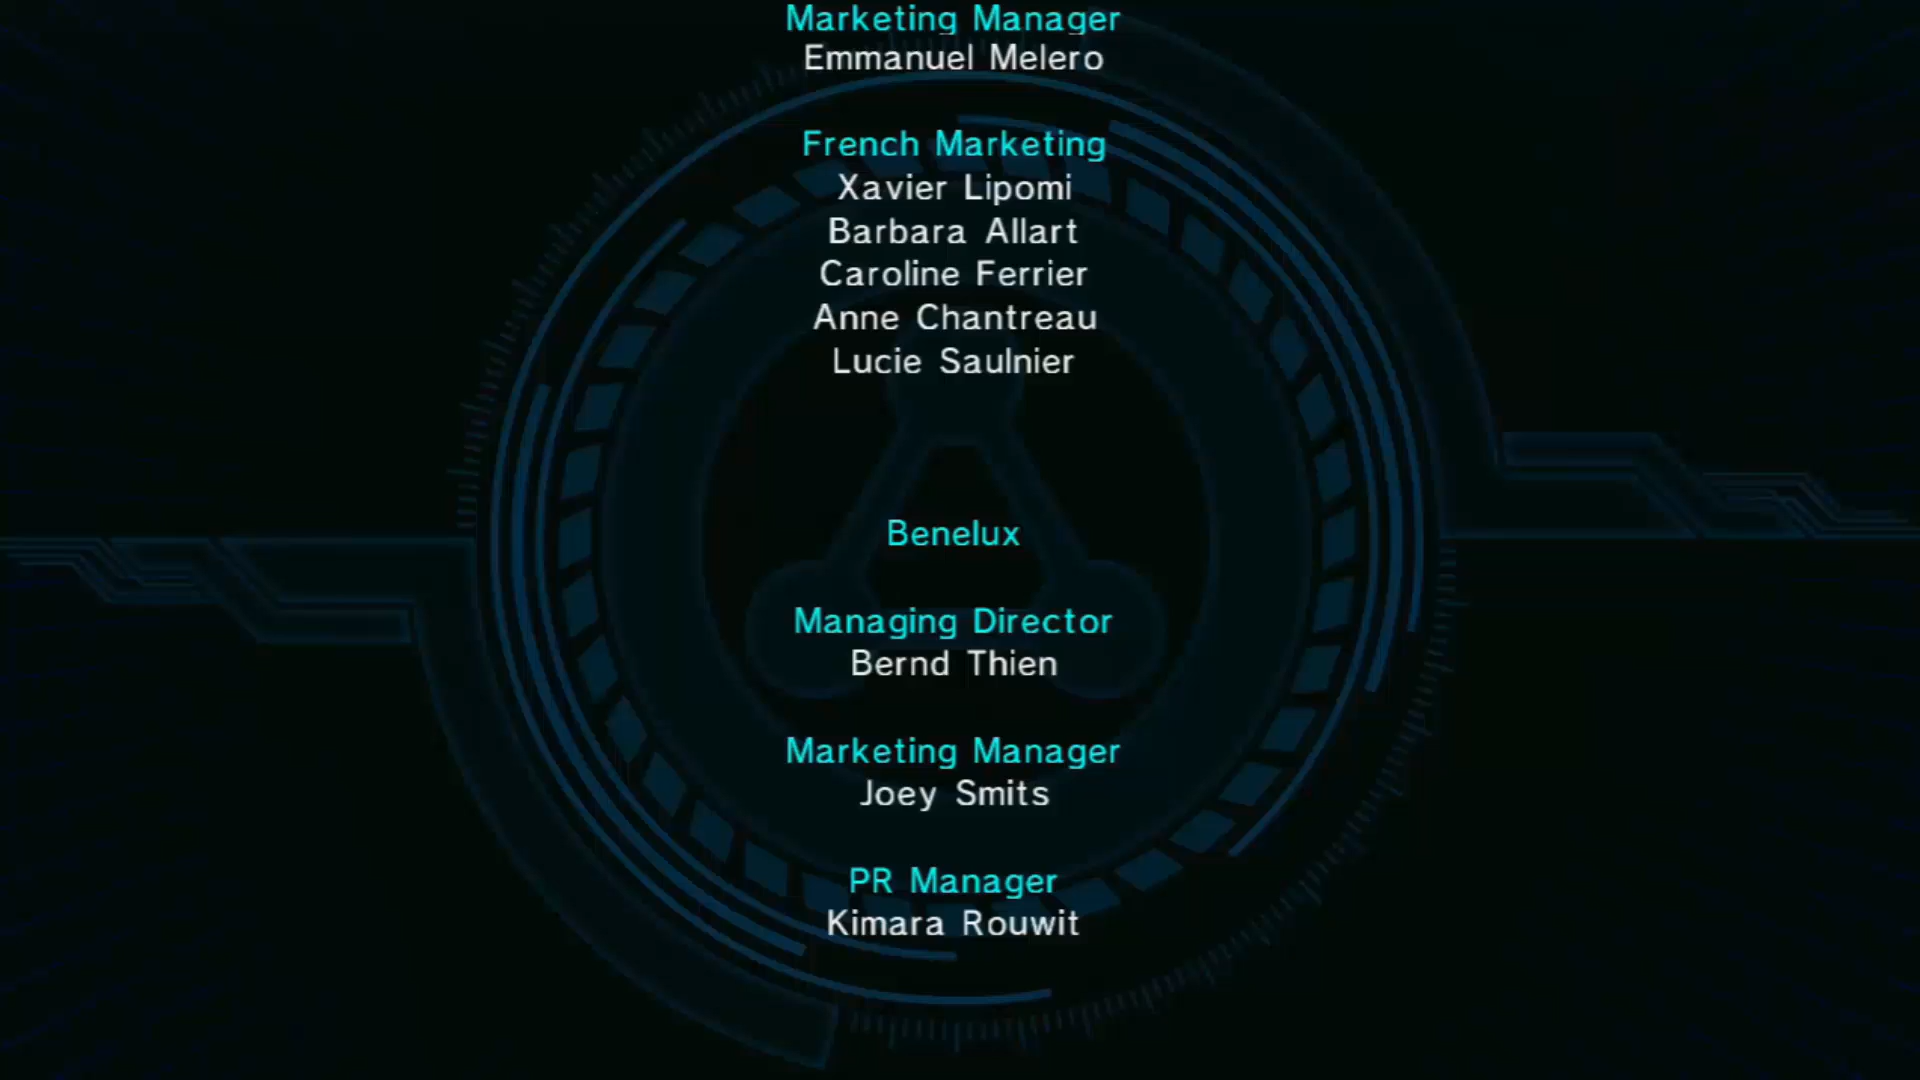 Marketing Manager
Emmanuel Melero
French Marketing
Xavier Lipomi
Barbara Allart
Caroline Ferrier
Anne Chantreau
Lucie Saulnier
Benelux
Managing Director
Bernd Thien
Marketing Manager
Joey Smits
PR Manager
Kimara Rouwit